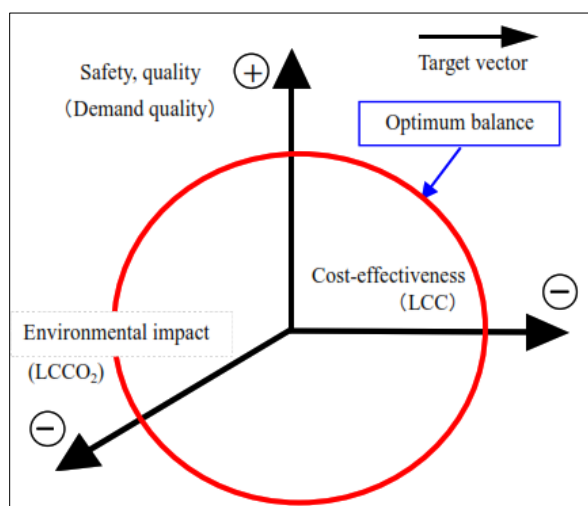 Safety, quality
（Demand quality）
+
Target vector
Optimum balance
Cost-effectiveness
（LCC）
−
Environmental impact
(LCCO₂)
−